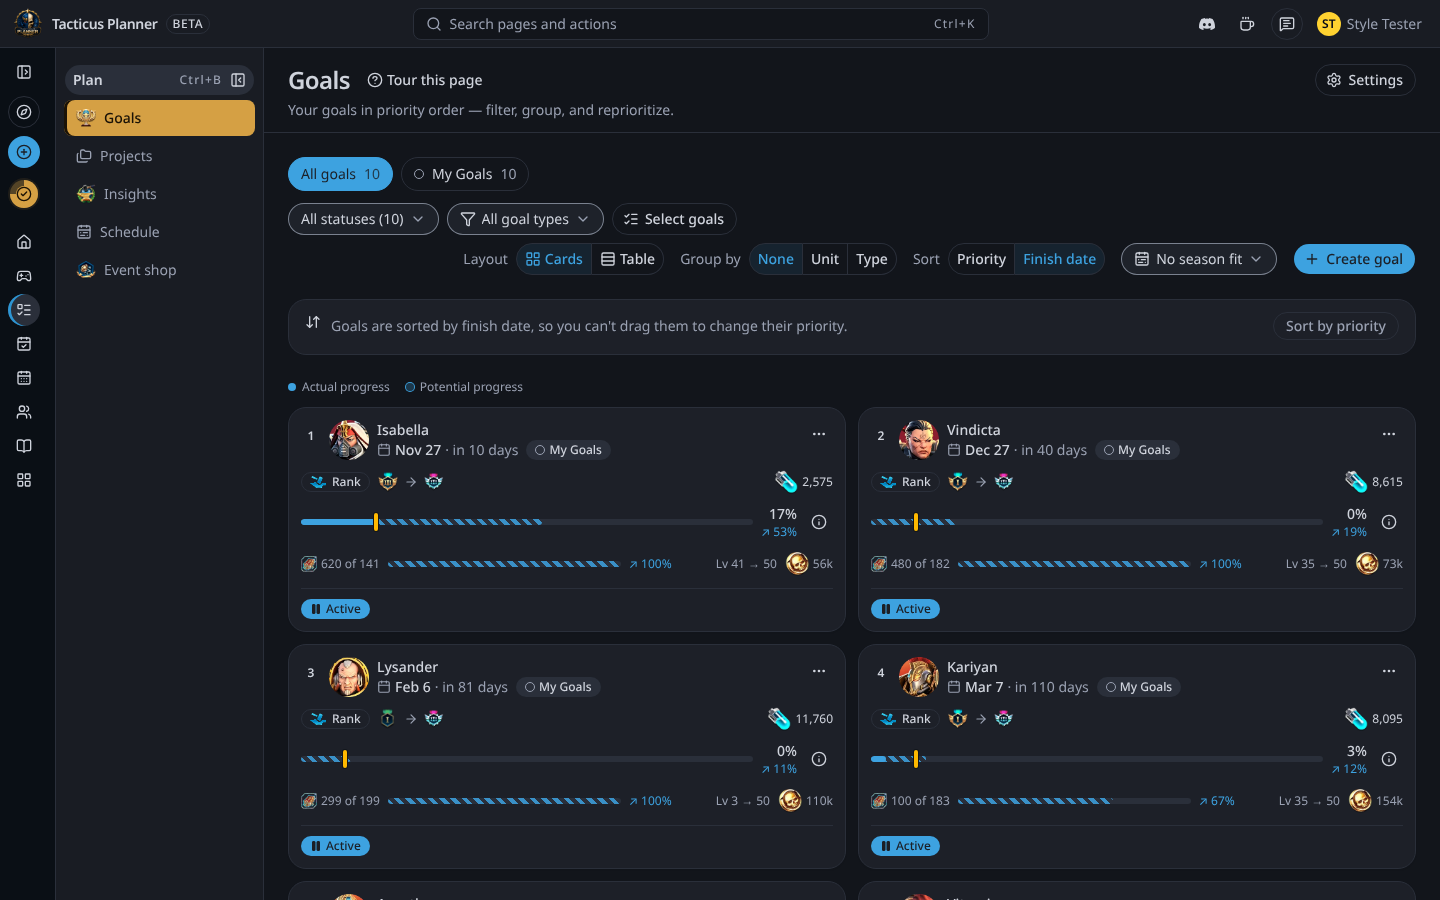 Tacticus Planner BETA
Search pages and actions Ctrl+K
ST Style Tester
Plan Ctrl+B
Goals
Projects
Insights
Schedule
Event shop
Goals Tour this page
Settings
Your goals in priority order — filter, group, and reprioritize.
All goals 10 My Goals 10
All statuses (10) All goal types Select goals
Layout Cards Table Group by None Unit Type Sort Priority Finish date No season fit Create goal
Goals are sorted by finish date, so you can't drag them to change their priority. Sort by priority
Actual progress Potential progress
1 Isabella
Nov 27 · in 10 days My Goals
Rank 2,575
17%
53%
620 of 141 100% Lv 41 → 50 56k
Active
2 Vindicta
Dec 27 · in 40 days My Goals
Rank 8,615
0%
19%
480 of 182 100% Lv 35 → 50 73k
Active
3 Lysander
Feb 6 · in 81 days My Goals
Rank 11,760
0%
11%
299 of 199 100% Lv 3 → 50 110k
Active
4 Kariyan
Mar 7 · in 110 days My Goals
Rank 8,095
3%
12%
100 of 183 67% Lv 35 → 50 154k
Active